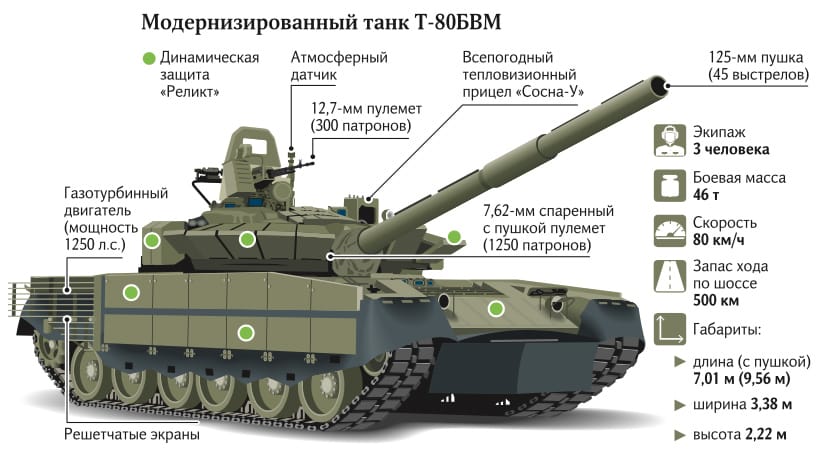 Модернизированный танк Т-80БВМ
Динамическая
защита
«Реликт»
Атмосферный
датчик
12,7-мм пулемет
(300 патронов)
Всепогодный
тепловизионный
прицел «Сосна-У»
125-мм пушка
(45 выстрелов)
Газотурбинный
двигатель
(мощность
1250 л.с.)
7,62-мм спаренный
с пушкой пулемет
(1250 патронов)
Решетчатые экраны
Экипаж
3 человека
Боевая масса
46 т
Скорость
80 км/ч
Запас хода
по шоссе
500 км
Габариты:
длина (с пушкой)
7,01 м (9,56 м)
ширина 3,38 м
высота 2,22 м